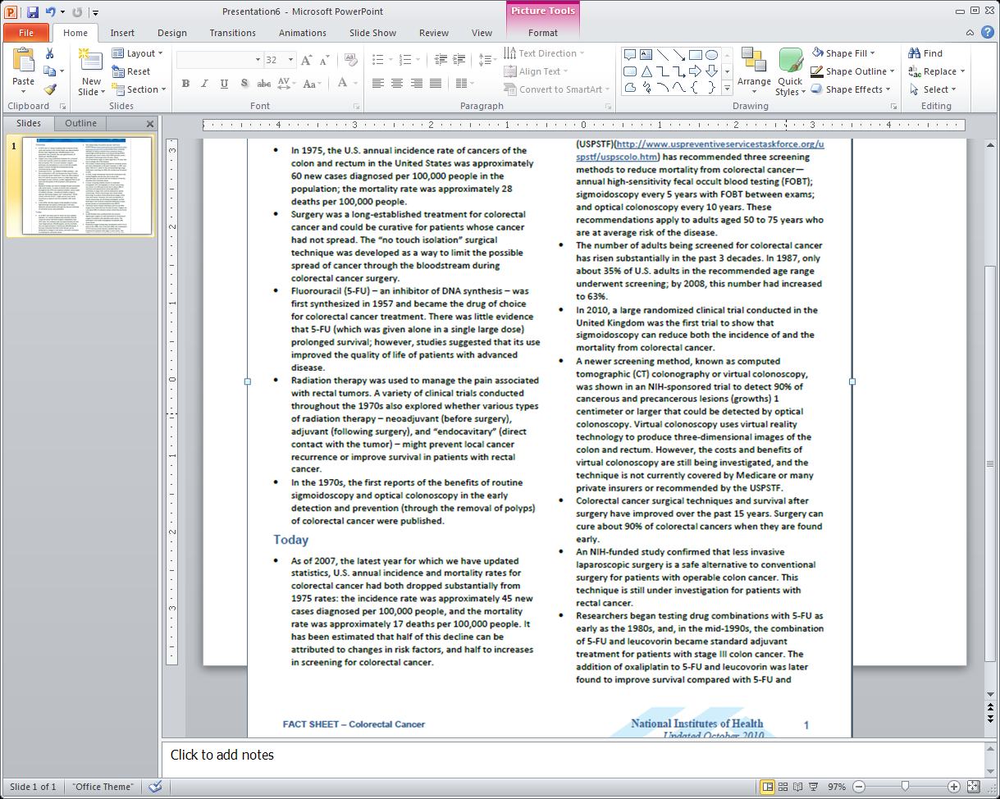 Presentation6 - Microsoft PowerPoint
Picture Tools
File
Home
Insert
Design
Transitions
Animations
Slide Show
Review
View
Format
Paste
Clipboard
New
Slide
Layout
Reset
Section
Slides
32
B I U S abc AV Aa A
Font
Text Direction
Align Text
Convert to SmartArt
Paragraph
Arrange
Quick
Styles
Shape Fill
Shape Outline
Shape Effects
Drawing
Find
Replace
Select
Editing
Slides
Outline
1
4 3 2 1 0 1 2 3 4
3 2 1 0 1 2 3
• In 1975, the U.S. annual incidence rate of cancers of the
colon and rectum in the United States was approximately
60 new cases diagnosed per 100,000 people in the
population; the mortality rate was approximately 28
deaths per 100,000 people.
• Surgery was a long-established treatment for colorectal
cancer and could be curative in patients whose cancer
had not spread. The “no touch isolation” surgical
technique was developed as a way to limit the possible
spread of cancer through the bloodstream during
colorectal cancer surgery.
• Fluorouracil (5-FU) – an inhibitor of DNA synthesis – was
first synthesized in 1957 and became the drug of choice
for colorectal cancer treatment. There was little evidence
that 5-FU (which was given alone in a single large dose)
prolonged survival; however, studies suggested that its use
improved the quality of life of patients with advanced
disease.
• Radiation therapy was used to manage the pain associated
with rectal tumors. A variety of clinical trials conducted
throughout the 1970s also explored whether various types
of radiation therapy – neoadjuvant (before surgery),
adjuvant (following surgery), and “endocavitary” (direct
contact with the tumor) – might prevent local cancer
recurrence or improve survival in patients with rectal
cancer.
• In the 1970s, the first reports of the benefits of routine
sigmoidoscopy and optical colonoscopy in the early
detection and prevention (through the removal of polyps)
of colorectal cancer were published.
Today
• As of 2007, the latest year for which we have updated
statistics, U.S. annual incidence and mortality rates for
colorectal cancer had both dropped substantially from
1975 rates: the incidence rate was approximately 45 new
cases diagnosed per 100,000 people, and the mortality
rate was approximately 17 deaths per 100,000 people. It
has been estimated that half of this decline can be
attributed to changes in risk factors, and half to increases
in screening for colorectal cancer.
(USPSTF)(http://www.uspreventiveservicestaskforce.org/u
spstf/uspscolo.htm) has recommended three screening
methods to reduce mortality from colorectal cancer—
annual high-sensitivity fecal occult blood testing (FOBT);
sigmoidoscopy every 5 years with FOBT between exams;
and optical colonoscopy every 10 years. These
recommendations apply to adults aged 50 to 75 years who
are at average risk of the disease.
• The number of adults being screened for colorectal cancer
has risen substantially in the past 3 decades. In 1987, only
about 35% of U.S. adults in the recommended age range
underwent screening; by 2008, this number had increased
to 63%.
• In 2010, a large randomized clinical trial conducted in the
United Kingdom was the first trial to show that
sigmoidoscopy can reduce both the incidence of and the
mortality from colorectal cancer.
• A newer screening method, known as computed
tomographic (CT) colonography or virtual colonoscopy,
was shown in an NIH-sponsored trial to detect 90% of
cancerous and precancerous lesions (growths) 1
centimeter or larger that could be detected by optical
colonoscopy. Virtual colonoscopy uses virtual reality
technology to produce three-dimensional images of the
colon and rectum. However, the costs and benefits of
virtual colonoscopy are still being investigated, and the
technique is not currently covered by Medicare or many
private insurers or recommended by the USPSTF.
• Colorectal cancer surgical techniques and survival after
surgery have improved over the past 15 years. Surgery can
cure about 90% of colorectal cancers when they are found
early.
• An NIH-funded study confirmed that less invasive
laparoscopic surgery is a safe alternative to conventional
surgery for patients with operable colon cancer. This
technique is still under investigation for patients with
rectal cancer.
• Researchers began testing drug combinations with 5-FU as
early as the 1980s, and, in the mid-1990s, the combination
of 5-FU and leucovorin became standard adjuvant
treatment for patients with stage III colon cancer. The
addition of oxaliplatin to 5-FU and leucovorin was later
found to improve survival compared with 5-FU and
FACT SHEET – Colorectal Cancer
National Institutes of Health 1
Updated October 2010
Click to add notes
Slide 1 of 1
"Office Theme"
97%